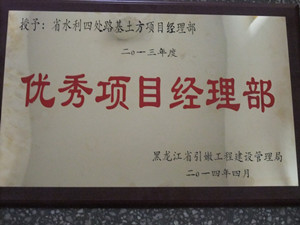 授予：省水利四处路基土方项目经理部
二〇一三年度
优秀项目经理部
黑龙江省引嫩工程建设管理局
二〇一四年四月